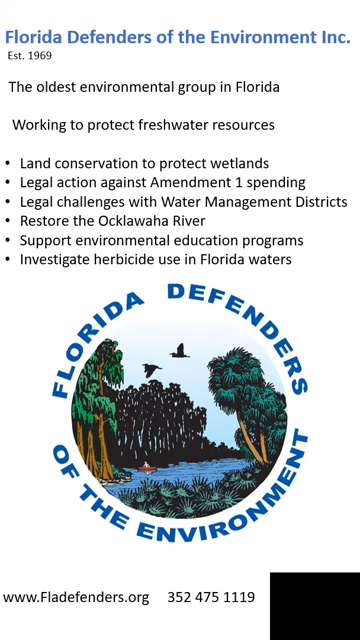 Florida Defenders of the Environment Inc.
Est. 1969
The oldest environmental group in Florida
Working to protect freshwater resources
• Land conservation to protect wetlands
• Legal action against Amendment 1 spending
• Legal challenges with Water Management Districts
• Restore the Ocklawaha River
• Support environmental education programs
• Investigate herbicide use in Florida waters
FLORIDA DEFENDERS
OF THE ENVIRONMENT
www.Fladefenders.org 352 475 1119